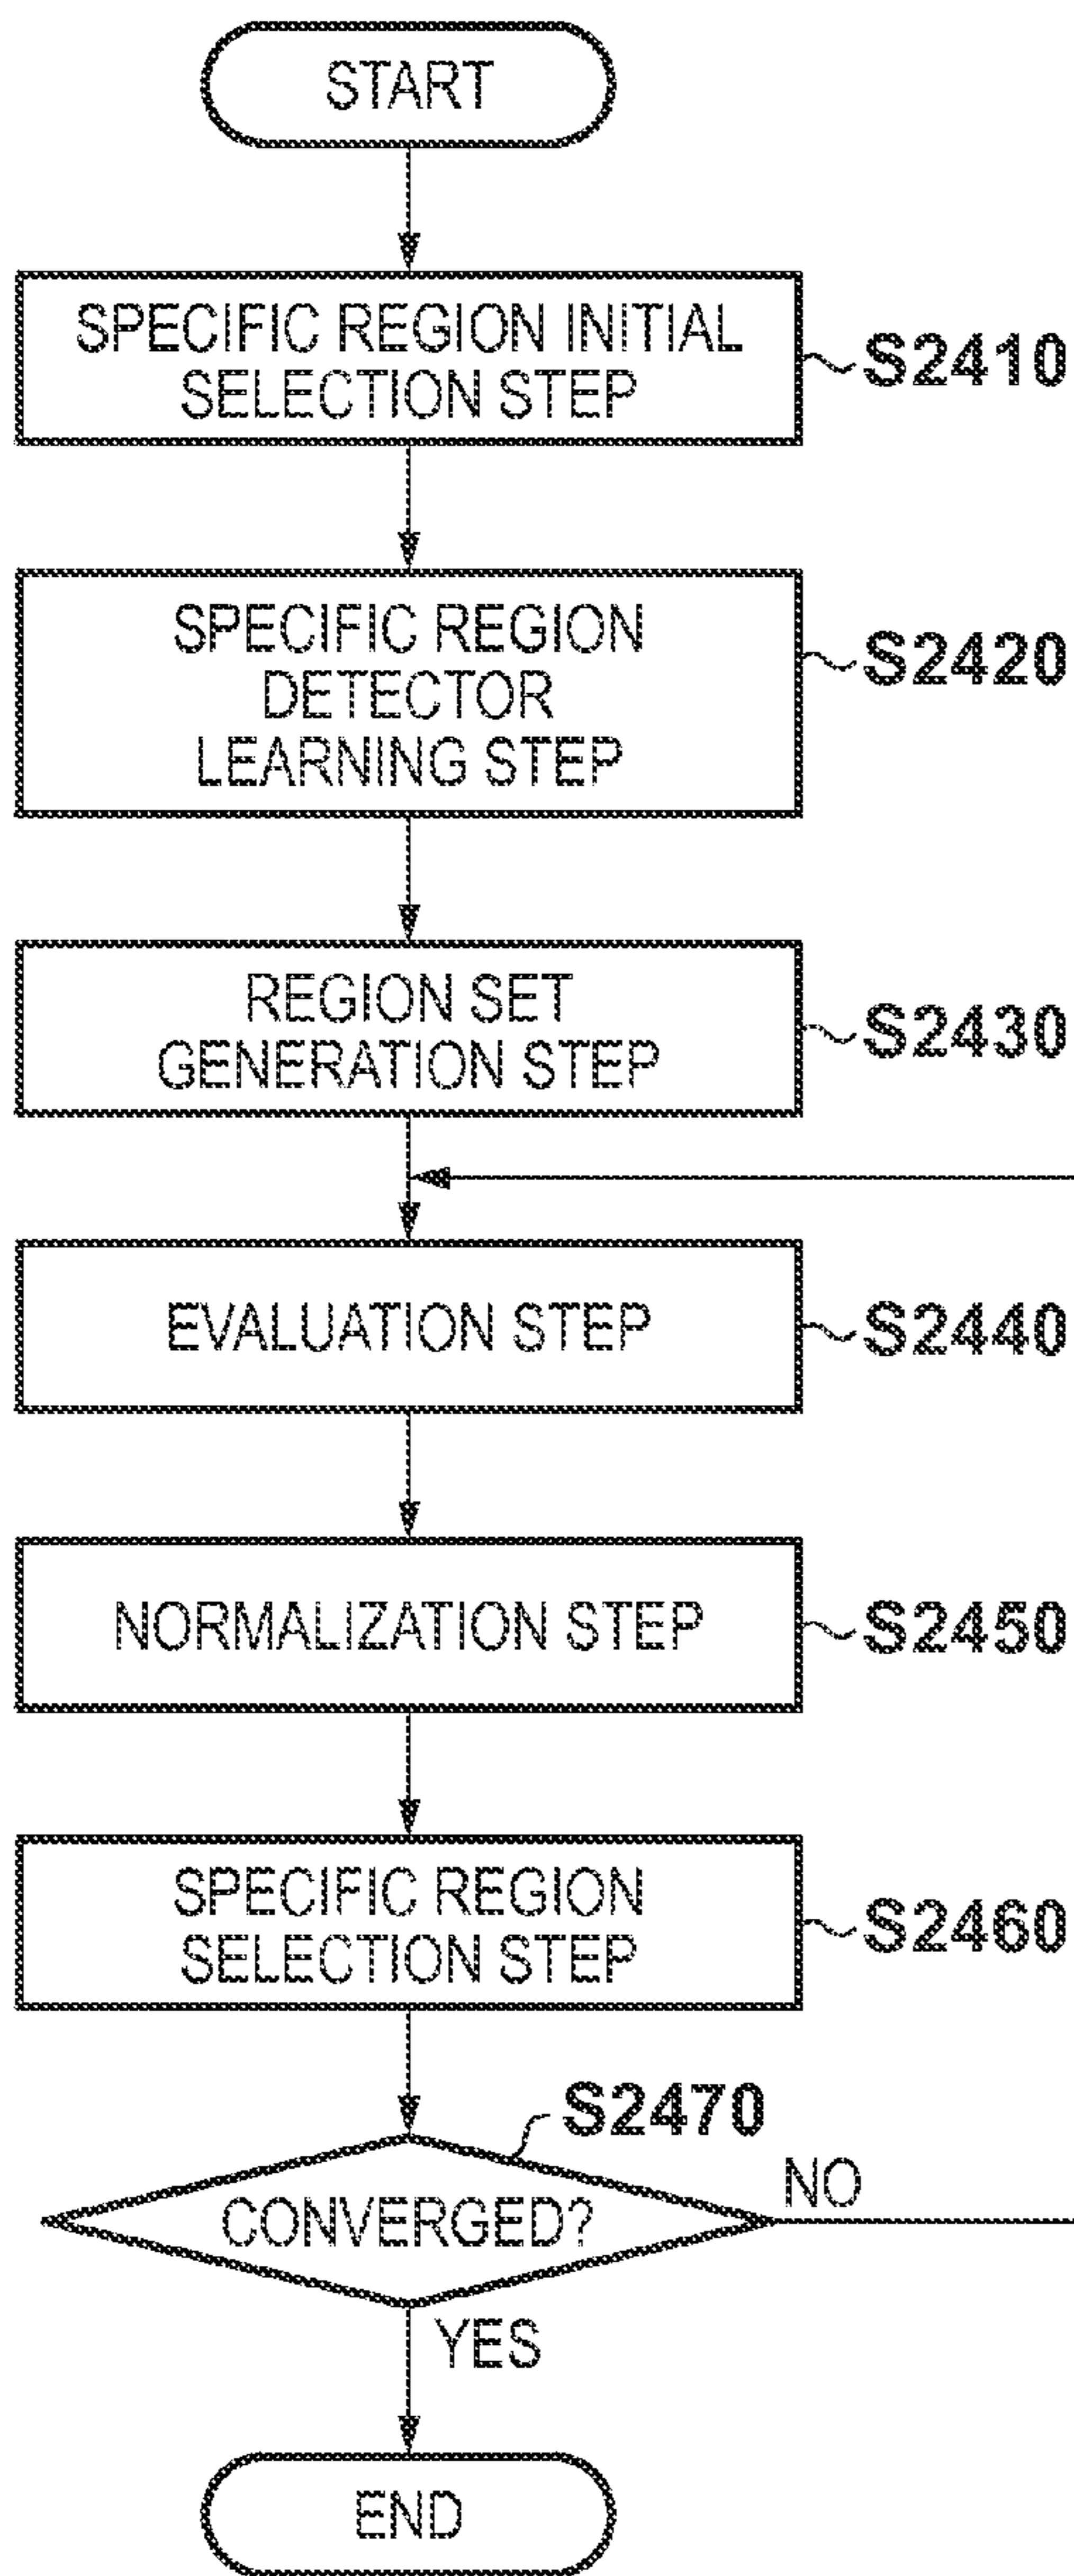 START
SPECIFIC REGION INITIAL
SELECTION STEP
S2410
SPECIFIC REGION
DETECTOR
LEARNING STEP
S2420
REGION SET
GENERATION STEP
S2430
EVALUATION STEP
S2440
NORMALIZATION STEP
S2450
SPECIFIC REGION
SELECTION STEP
S2460
S2470
CONVERGED?
NO
YES
END